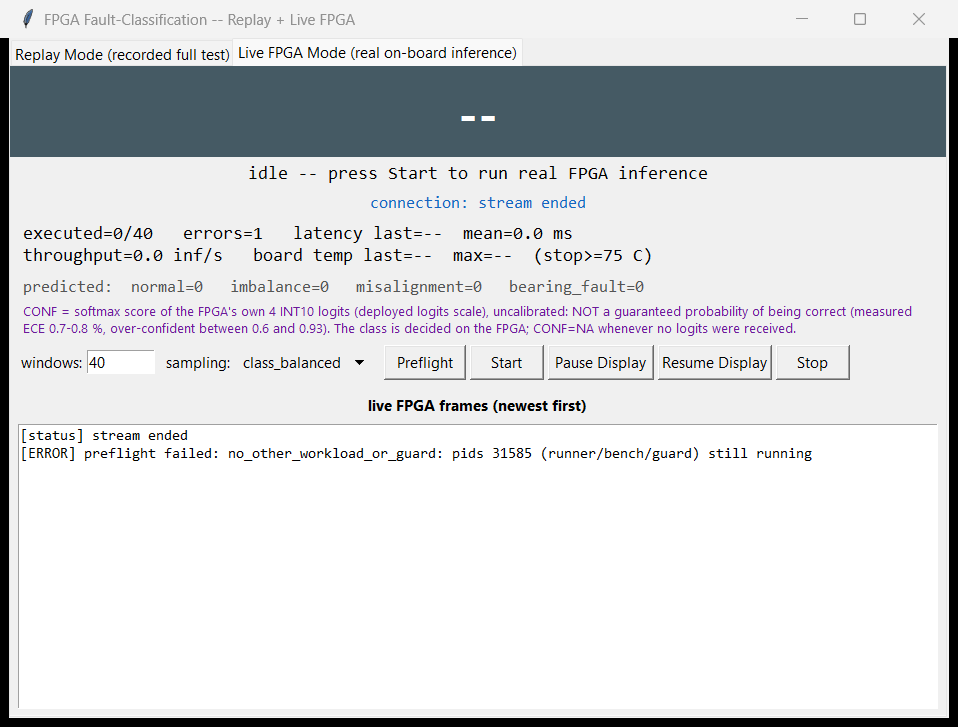 FPGA Fault-Classification -- Replay + Live FPGA
Replay Mode (recorded full test) Live FPGA Mode (real on-board inference)
--
idle -- press Start to run real FPGA inference
connection: stream ended
executed=0/40 errors=1 latency last=-- mean=0.0 ms
throughput=0.0 inf/s board temp last=-- max=-- (stop>=75 C)
predicted: normal=0 imbalance=0 misalignment=0 bearing_fault=0
CONF = softmax score of the FPGA's own 4 INT10 logits (deployed logits scale), uncalibrated: NOT a guaranteed probability of being correct (measured
ECE 0.7-0.8 %, over-confident between 0.6 and 0.93). The class is decided on the FPGA; CONF=NA whenever no logits were received.
windows: 40 sampling: class_balanced Preflight Start Pause Display Resume Display Stop
live FPGA frames (newest first)
[status] stream ended
[ERROR] preflight failed: no_other_workload_or_guard: pids 31585 (runner/bench/guard) still running